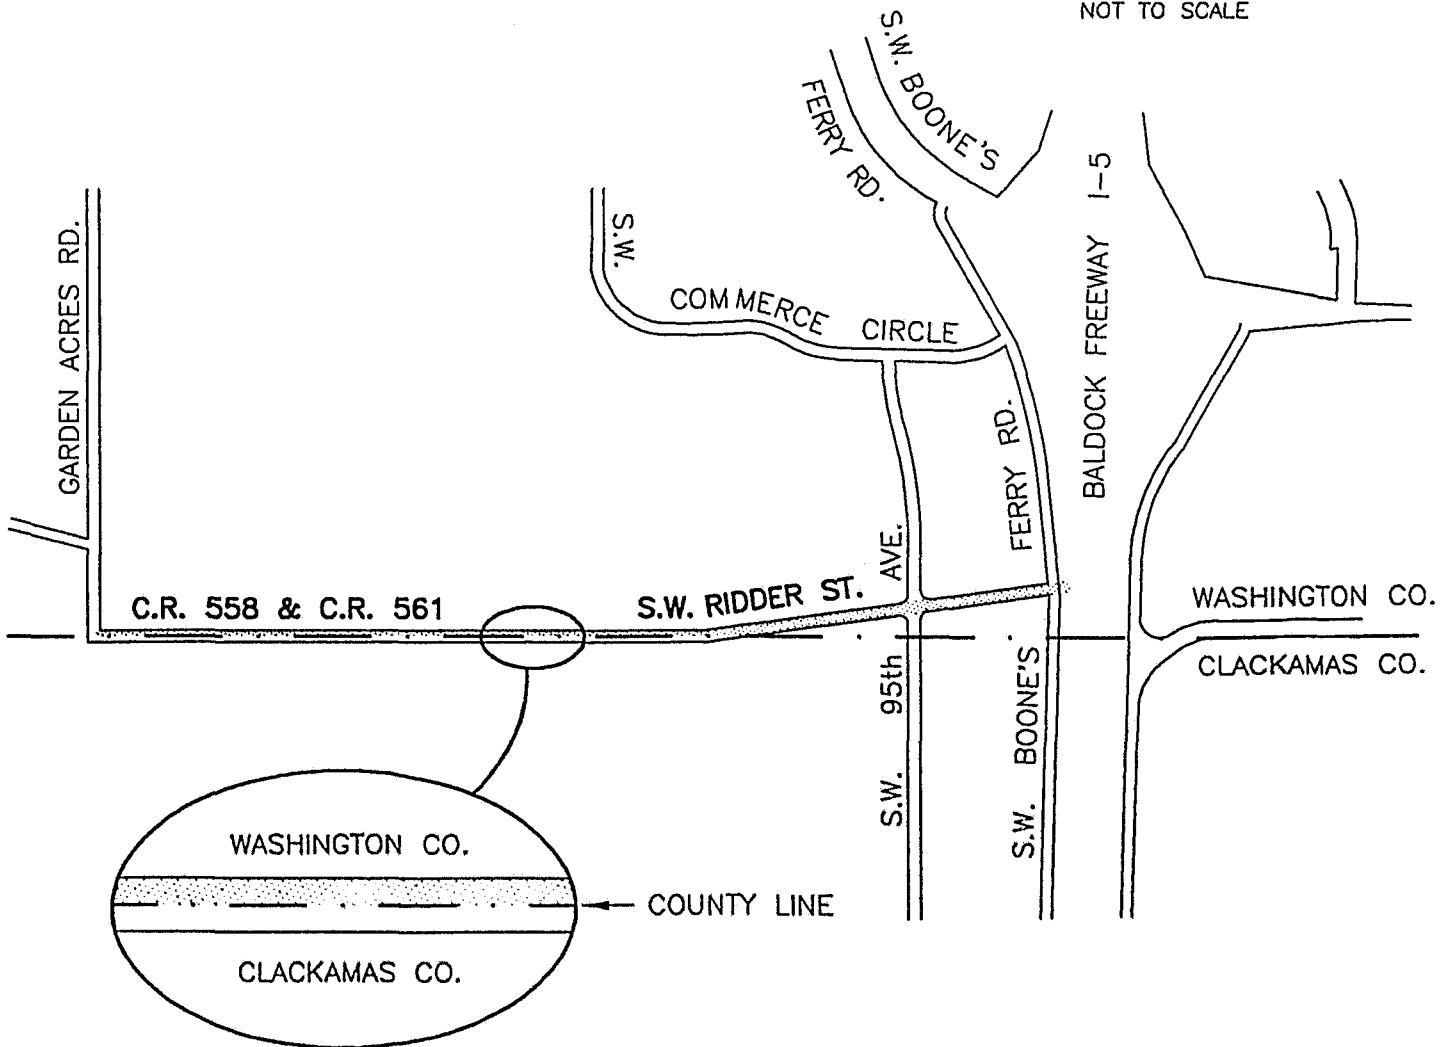 NOT TO SCALE
S.W. BOONE'S
FERRY RD.
BALDOCK FREEWAY I-5
GARDEN ACRES RD.
S.W.
COMMERCE CIRCLE
FERRY RD.
C.R. 558 & C.R. 561
S.W. RIDDER ST.
AVE.
WASHINGTON CO.
CLACKAMAS CO.
S.W. 95th
S.W. BOONE'S
WASHINGTON CO.
COUNTY LINE
CLACKAMAS CO.